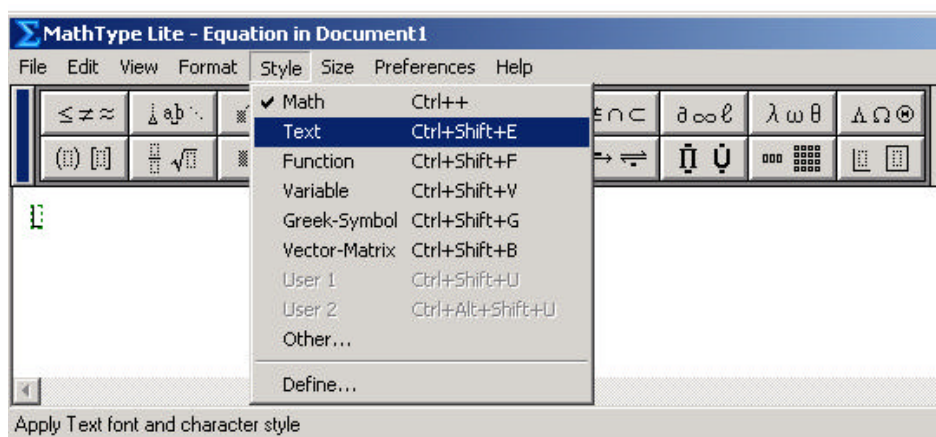 MathType Lite - Equation in Document1
File Edit View Format Style Size Preferences Help
≤≠≈ ∂∞ℓ λωθ ΛΩΘ
✔ Math Ctrl++
Text Ctrl+Shift+E
Function Ctrl+Shift+F
Variable Ctrl+Shift+V
Greek-Symbol Ctrl+Shift+G
Vector-Matrix Ctrl+Shift+B
User 1 Ctrl+Shift+U
User 2 Ctrl+Alt+Shift+U
Other...
Define...
Apply Text font and character style